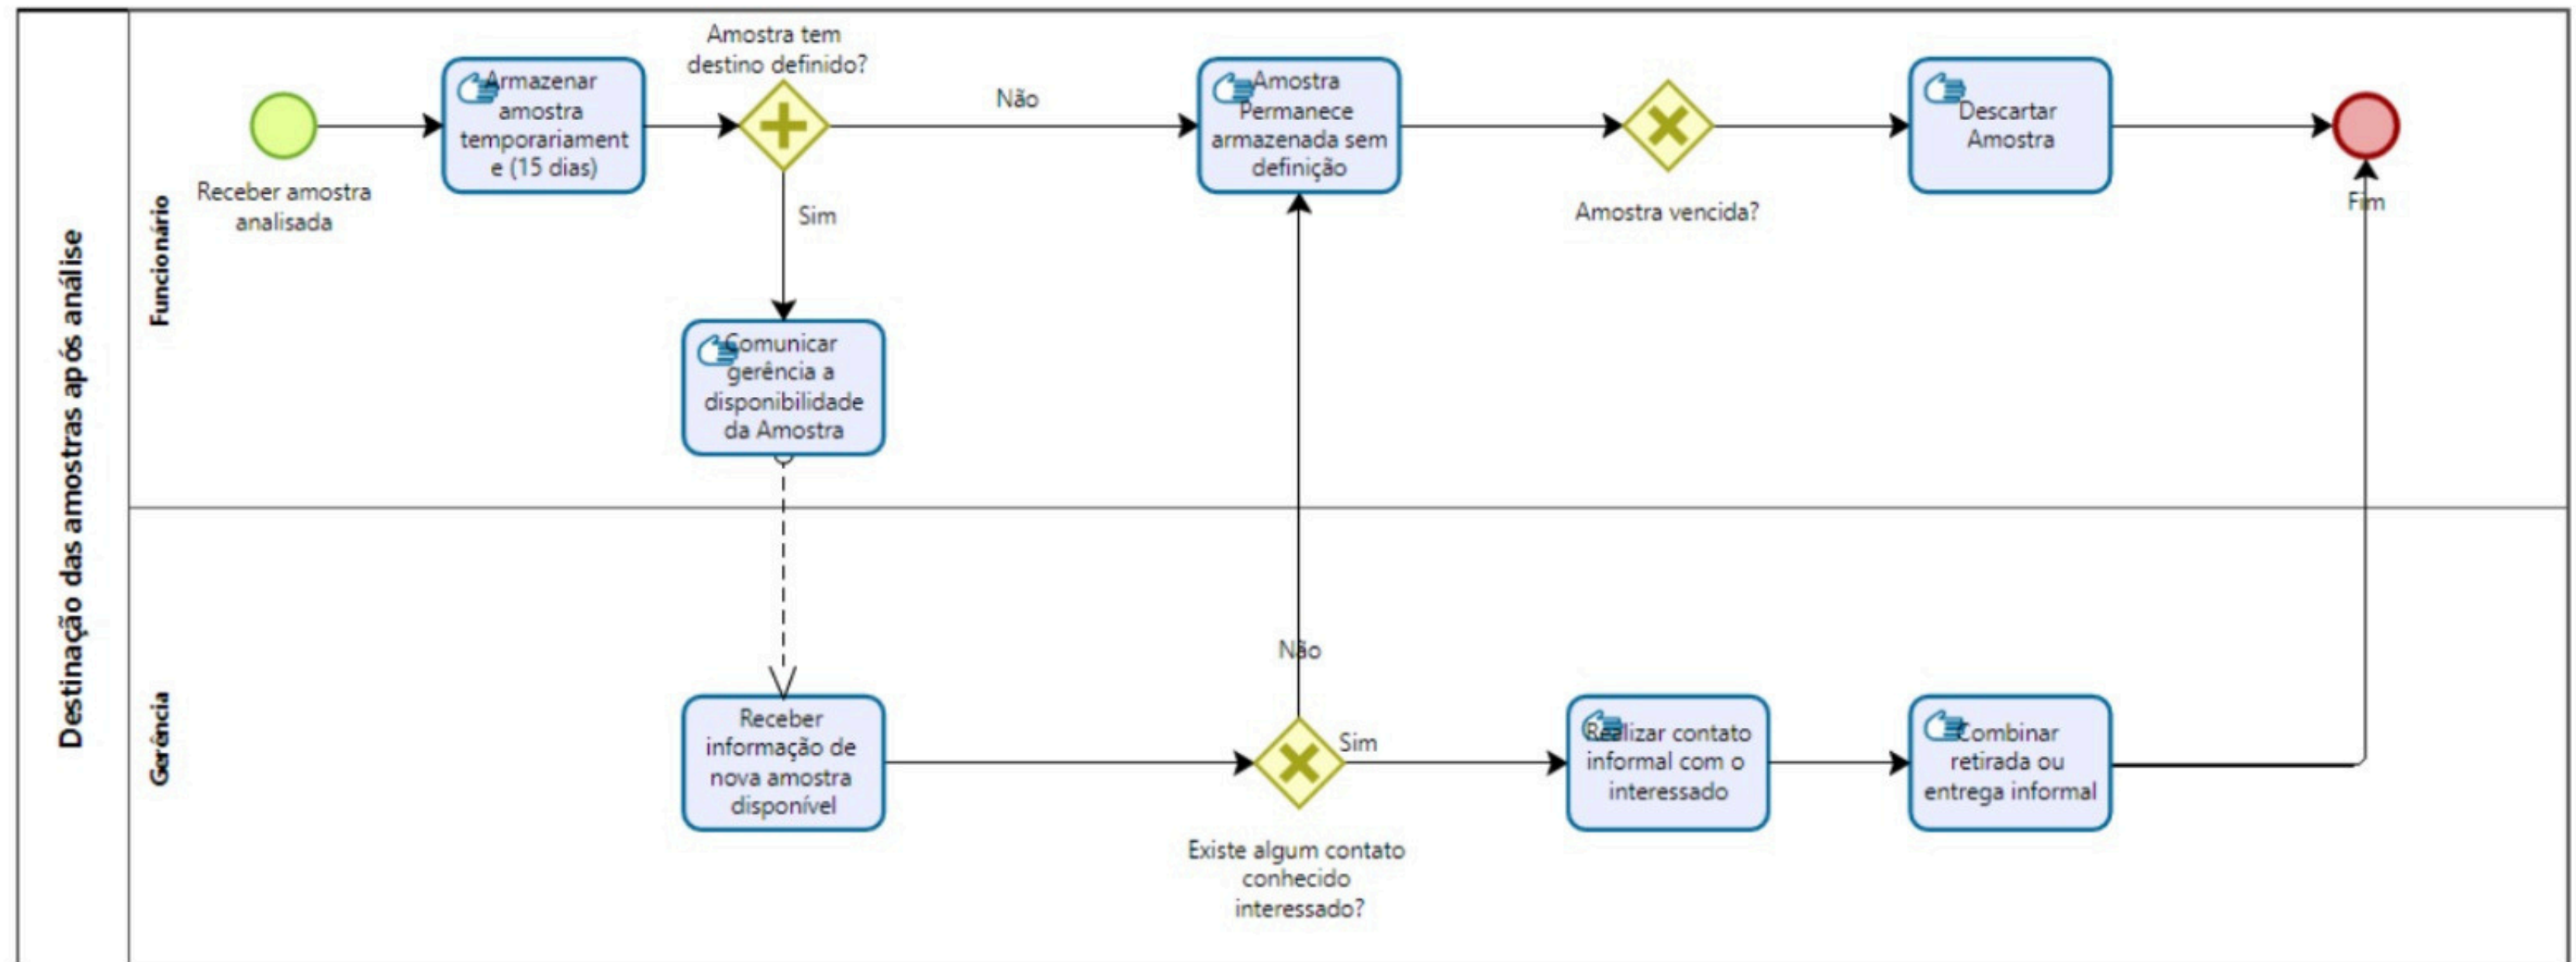 Destinação das amostras após análise
Funcionário
Receber amostra
analisada
Armazenar
amostra
temporariament
e (15 dias)
Amostra tem
destino definido?
Não
Sim
Comunicar
gerência a
disponibilidade
da Amostra
Amostra
Permanece
armazenada sem
definição
Amostra vencida?
Descartar
Amostra
Fim
Gerência
Receber
informação de
nova amostra
disponível
Não
Sim
Existe algum contato
conhecido
interessado?
Realizar contato
informal com o
interessado
Combinar
retirada ou
entrega informal